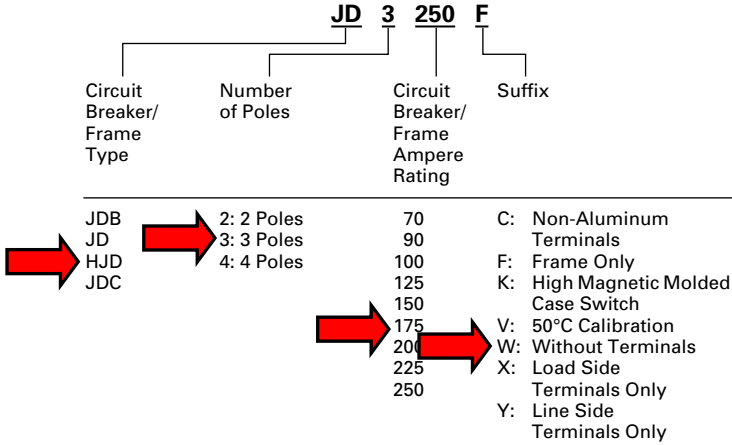 JD 3 250 F
Circuit Breaker/ Frame Type
Number of Poles
Circuit Breaker/ Frame Ampere Rating
Suffix
JDB
JD
HJD
JDC
2: 2 Poles
3: 3 Poles
4: 4 Poles
70
90
100
125
150
175
200
225
250
C: Non-Aluminum
Terminals
F: Frame Only
K: High Magnetic Molded
Case Switch
V: 50°C Calibration
W: Without Terminals
X: Load Side
Terminals Only
Y: Line Side
Terminals Only